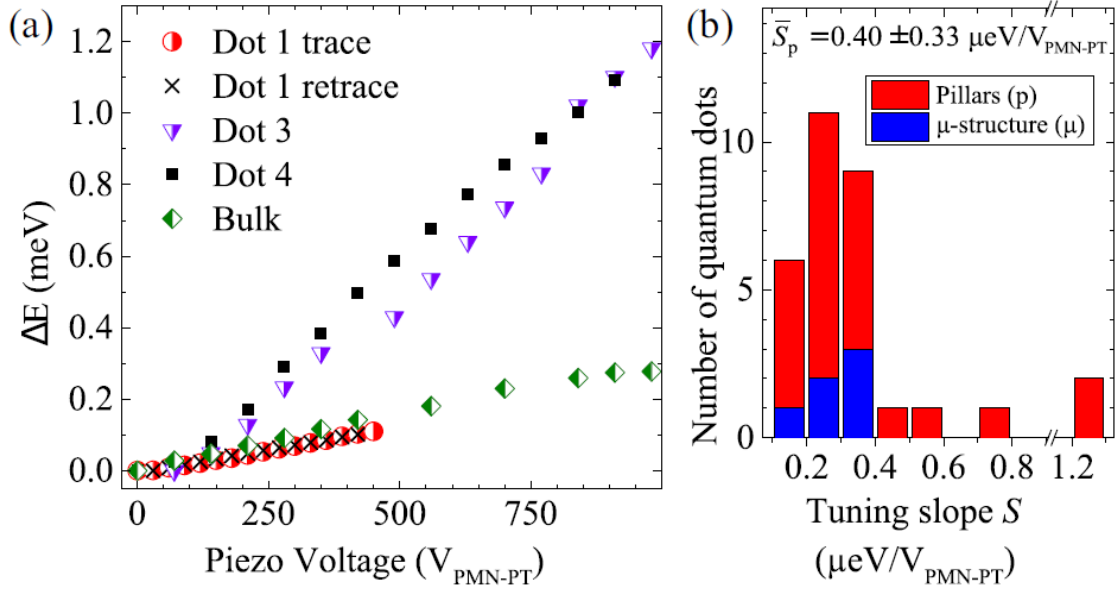 (a)
1.2
1.0
0.8
0.6
0.4
0.2
0.0
ΔE (meV)
Dot 1 trace
Dot 1 retrace
Dot 3
Dot 4
Bulk
0
250
500
750
Piezo Voltage (V_PMN-PT)
(b)
S̅_p =0.40 ±0.33 μeV/V_PMN-PT
Pillars (p)
μ-structure (μ)
10
5
0
Number of quantum dots
0.2
0.4
0.6
0.8
1.2
Tuning slope S
(μeV/V_PMN-PT)